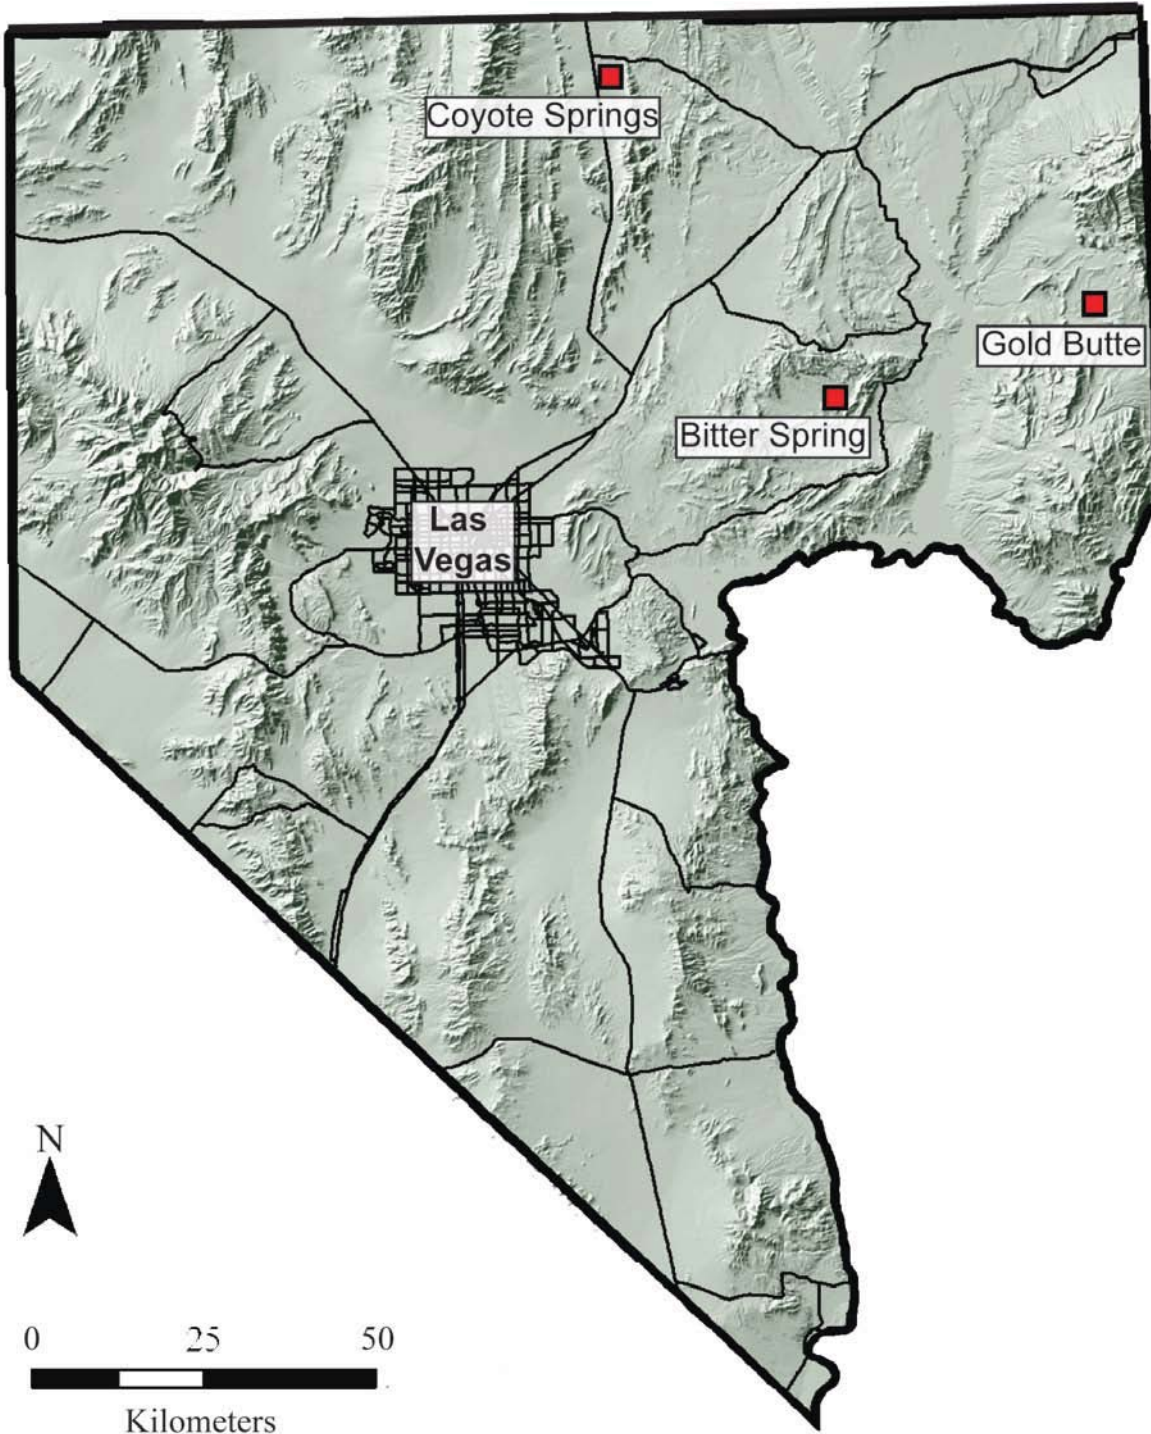 Coyote Springs
Gold Butte
Bitter Spring
Las
Vegas
N
0 25 50
Kilometers